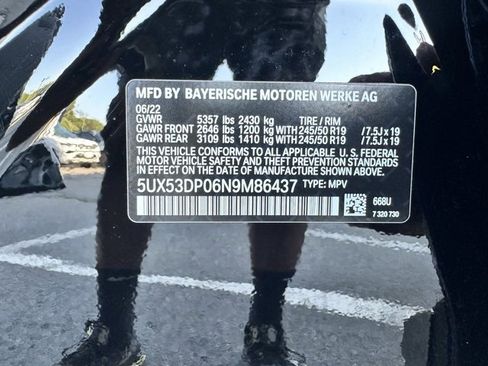 MFD BY BAYERISCHE MOTOREN WERKE AG
06/22
GVWR 5357 lbs 2430 kg TIRE / RIM
GAWR FRONT 2646 lbs 1200 kg WITH 245/50 R19 /7.5J x 19
GAWR REAR 3109 lbs 1410 kg WITH 245/50 R19 /7.5J x 19
THIS VEHICLE CONFORMS TO ALL APPLICABLE U.S. FEDERAL
MOTOR VEHICLE SAFETY AND THEFT PREVENTION STANDARDS
IN EFFECT ON THE DATE OF MANUFACTURE SHOWN ABOVE.
5UX53DP06N9M86437 TYPE: MPV
668U
7 320 730